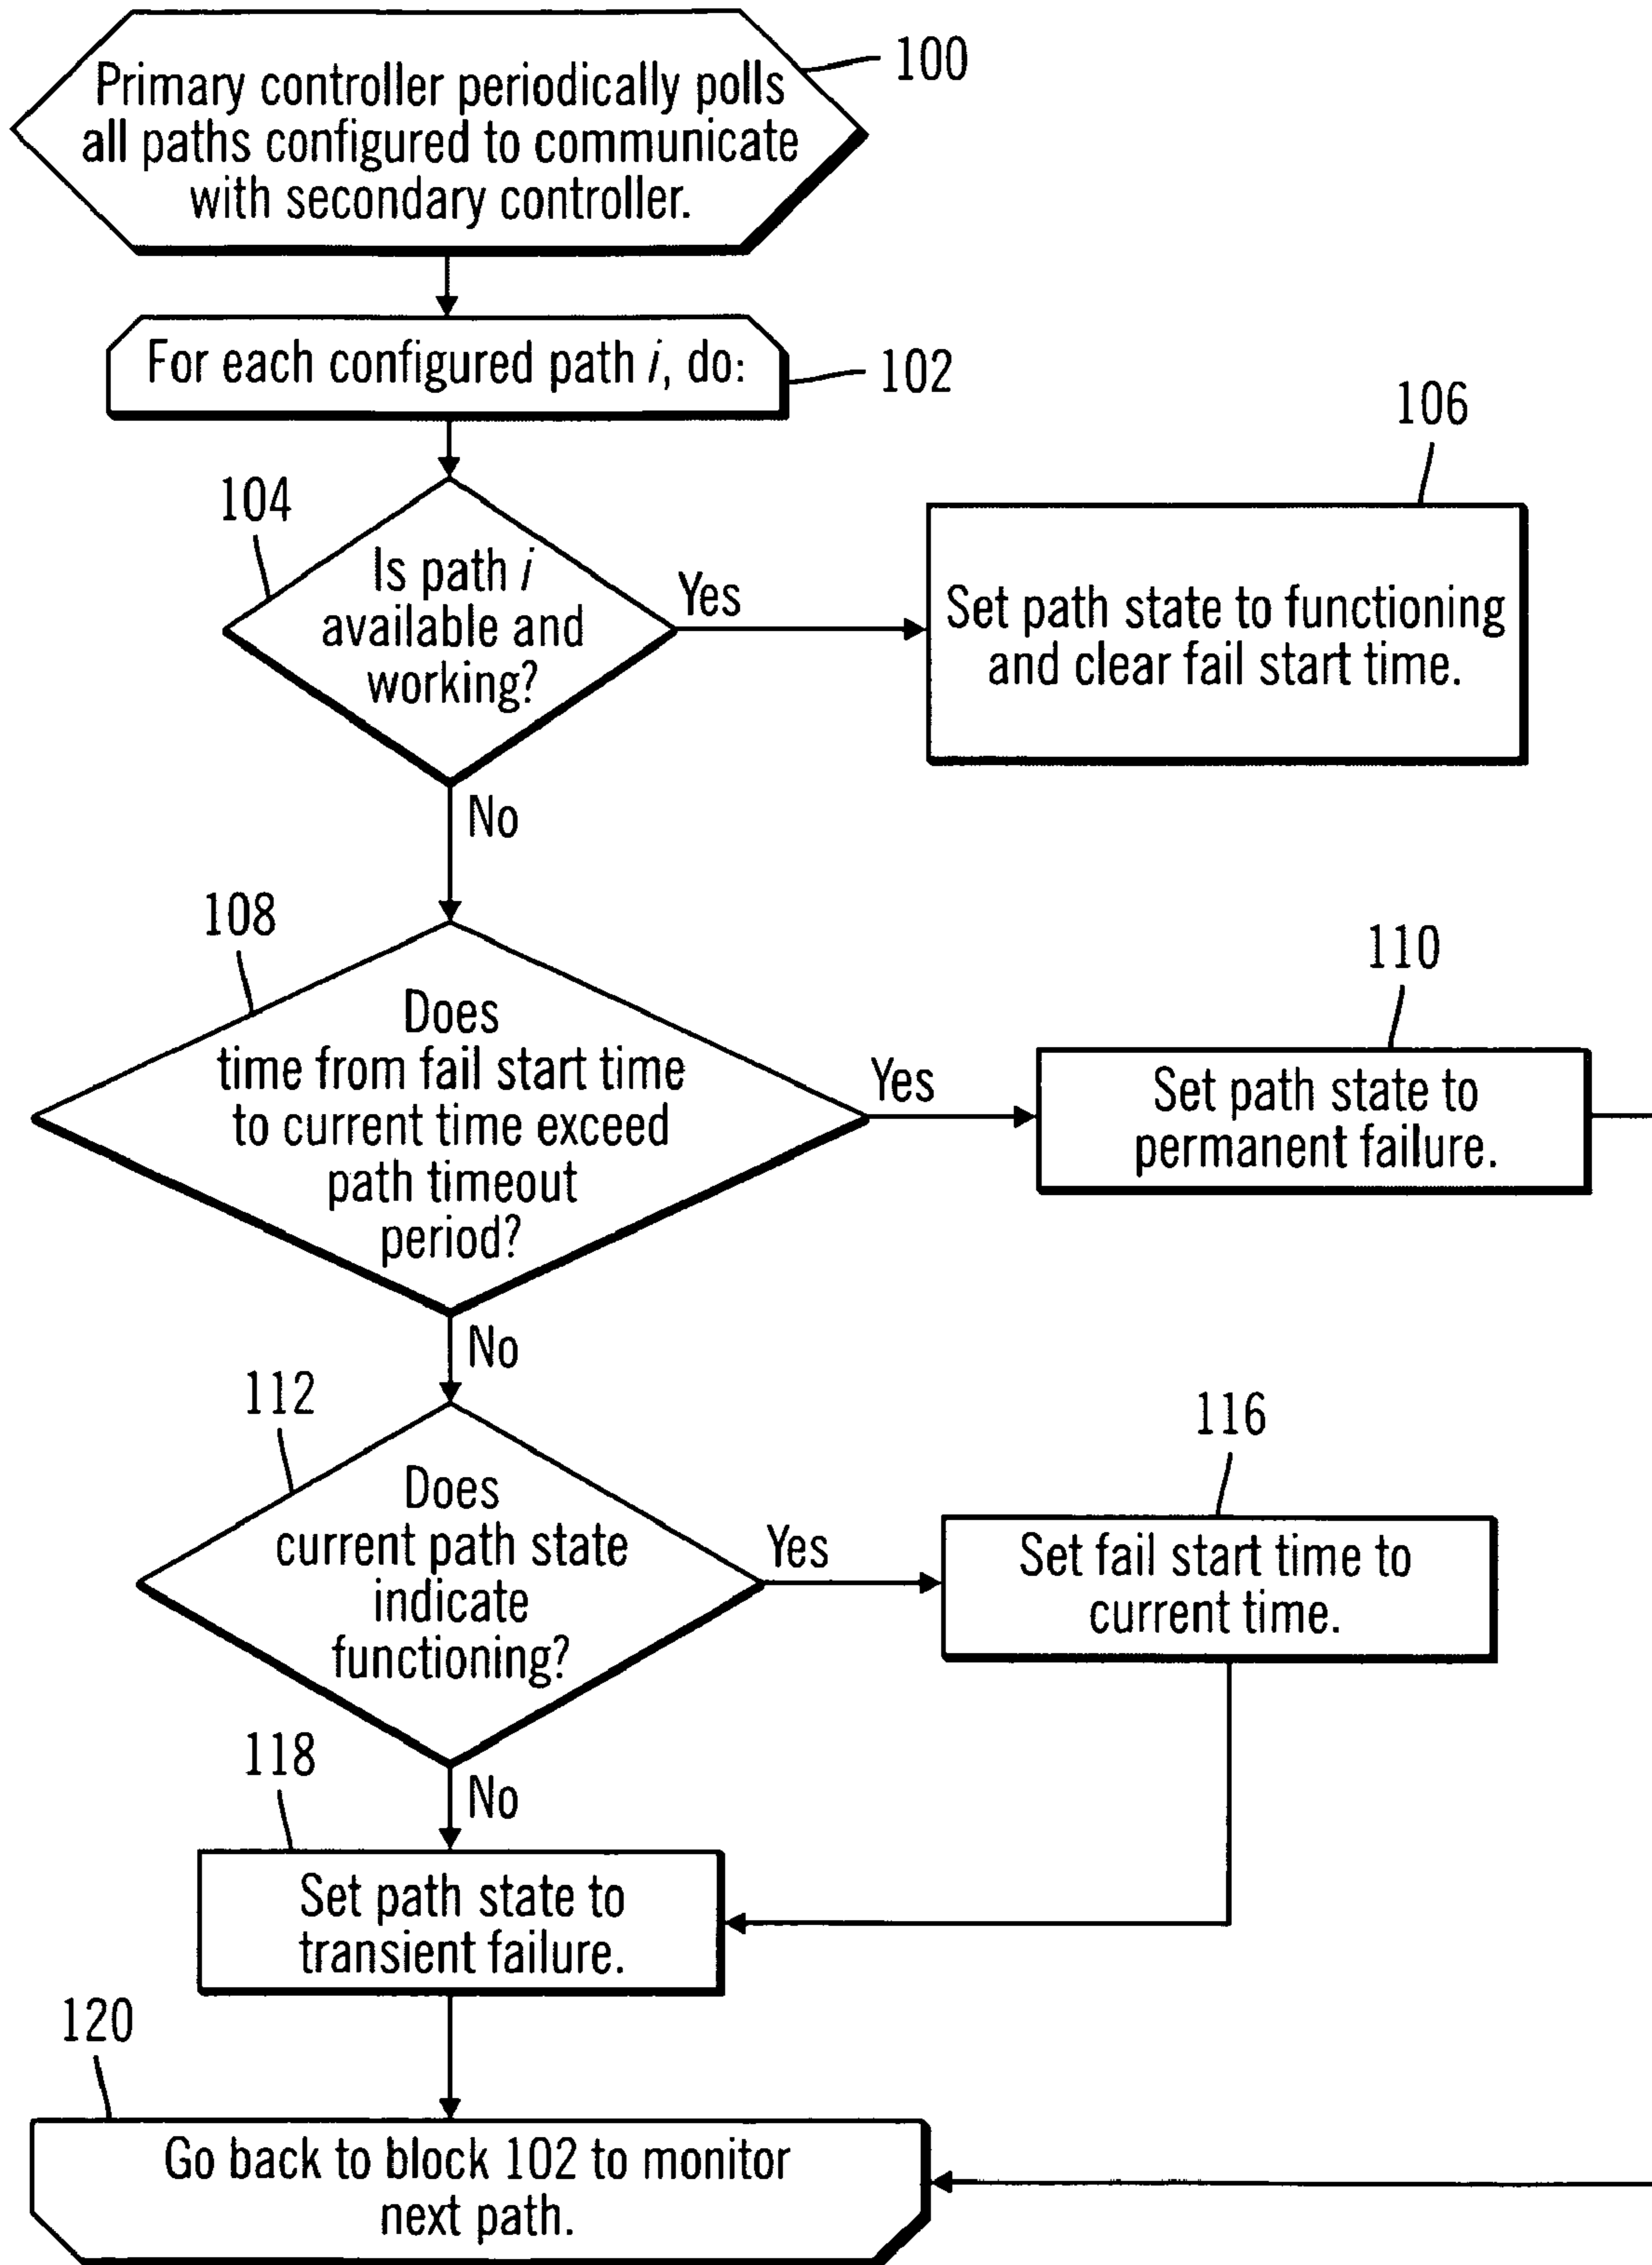 100
Primary controller periodically polls
all paths configured to communicate
with secondary controller.
For each configured path i, do:
102
106
104
Is path i
available and
working?
Yes
Set path state to functioning
and clear fail start time.
No
108
110
Does
time from fail start time
to current time exceed
path timeout
period?
Yes
Set path state to
permanent failure.
No
112
116
Does
current path state
indicate
functioning?
Yes
Set fail start time to
current time.
118
No
Set path state to
transient failure.
120
Go back to block 102 to monitor
next path.